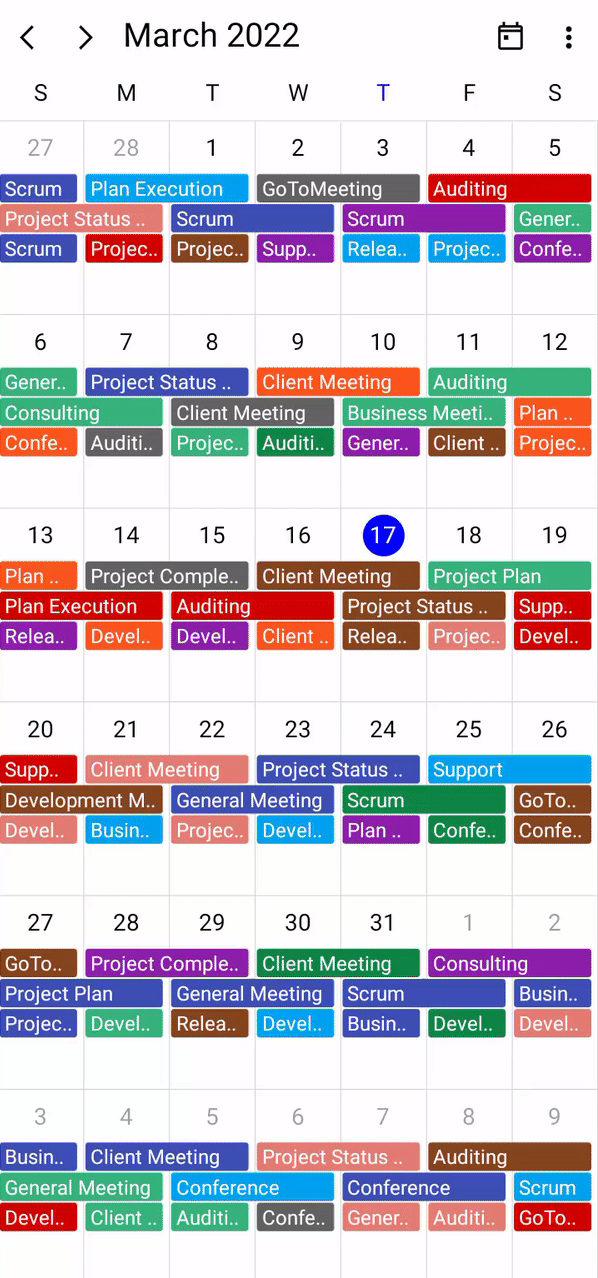 March 2022
S M T W T F S
27 28 1 2 3 4 5
Scrum Plan Execution GoToMeeting Auditing
Project Status .. Scrum Scrum Gener..
Scrum Projec.. Projec.. Supp.. Relea.. Projec.. Confe..
6 7 8 9 10 11 12
Gener.. Project Status .. Client Meeting Auditing
Consulting Client Meeting Business Meeti.. Plan ..
Confe.. Auditi.. Projec.. Auditi.. Gener.. Client .. Projec..
13 14 15 16 17 18 19
Plan .. Project Comple.. Client Meeting Project Plan
Plan Execution Auditing Project Status .. Supp..
Relea.. Devel.. Devel.. Client .. Relea.. Projec.. Devel..
20 21 22 23 24 25 26
Supp.. Client Meeting Project Status .. Support
Development M.. General Meeting Scrum GoTo..
Devel.. Busin.. Projec.. Devel.. Plan .. Confe.. Confe..
27 28 29 30 31 1 2
GoTo.. Project Comple.. Client Meeting Consulting
Project Plan General Meeting Scrum Busin..
Projec.. Devel.. Relea.. Devel.. Busin.. Devel.. Devel..
3 4 5 6 7 8 9
Busin.. Client Meeting Project Status .. Auditing
General Meeting Conference Conference Scrum
Devel.. Client .. Auditi.. Confe.. Gener.. Auditi.. GoTo..